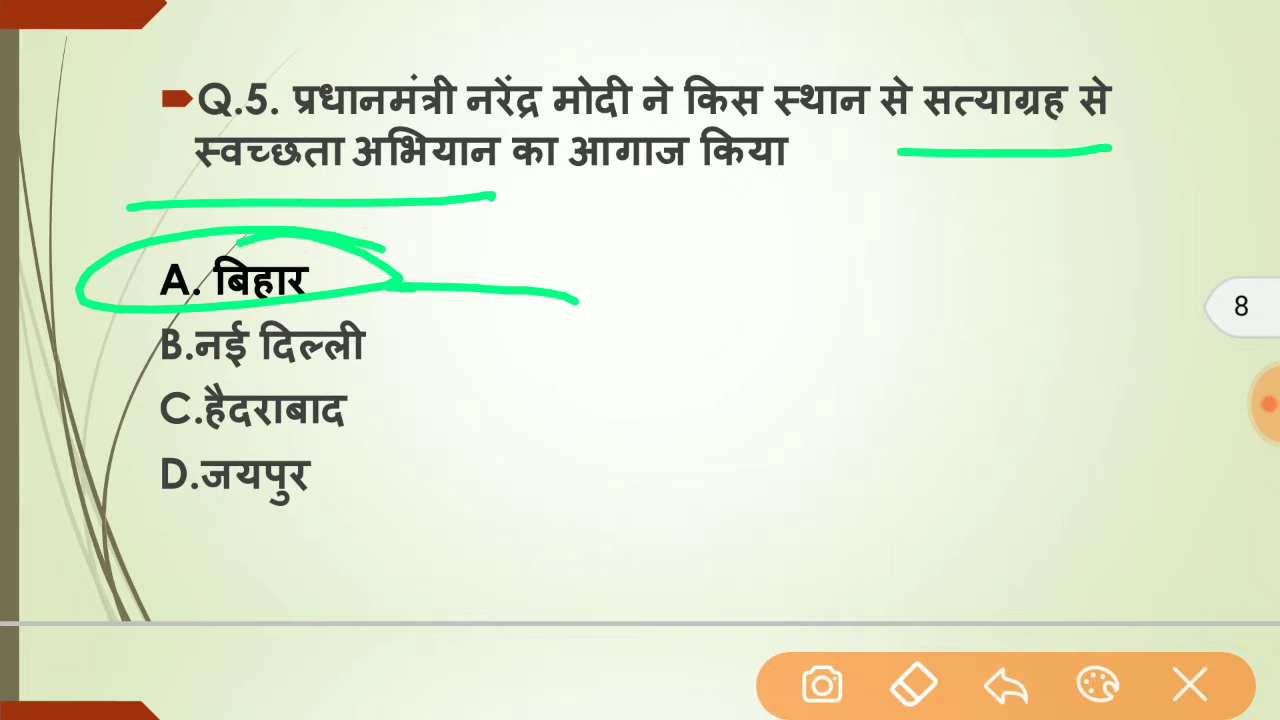 Q.5. प्रधानमंत्री नरेंद्र मोदी ने किस स्थान से सत्याग्रह से
स्वच्छता अभियान का आगाज किया
A. बिहार
B.नई दिल्ली
C.हैदराबाद
D.जयपुर
8